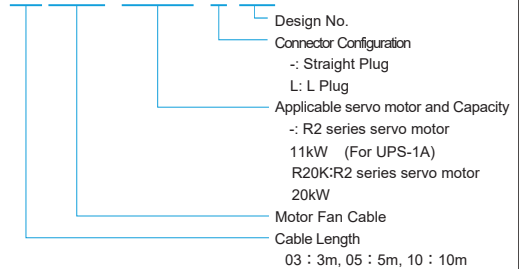 Design No.
Connector Configuration
-: Straight Plug
L: L Plug
Applicable servo motor and Capacity
-: R2 series servo motor
11kW (For UPS-1A)
R20K:R2 series servo motor
20kW
Motor Fan Cable
Cable Length
03：3m, 05：5m, 10：10m